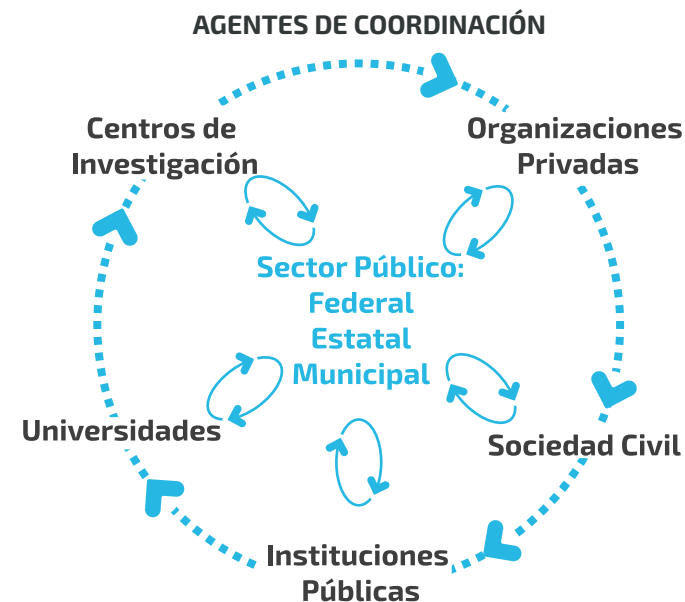 AGENTES DE COORDINACIÓN
Centros de
Investigación
Organizaciones
Privadas
Sector Público:
Federal
Estatal
Municipal
Universidades
Sociedad Civil
Instituciones
Públicas